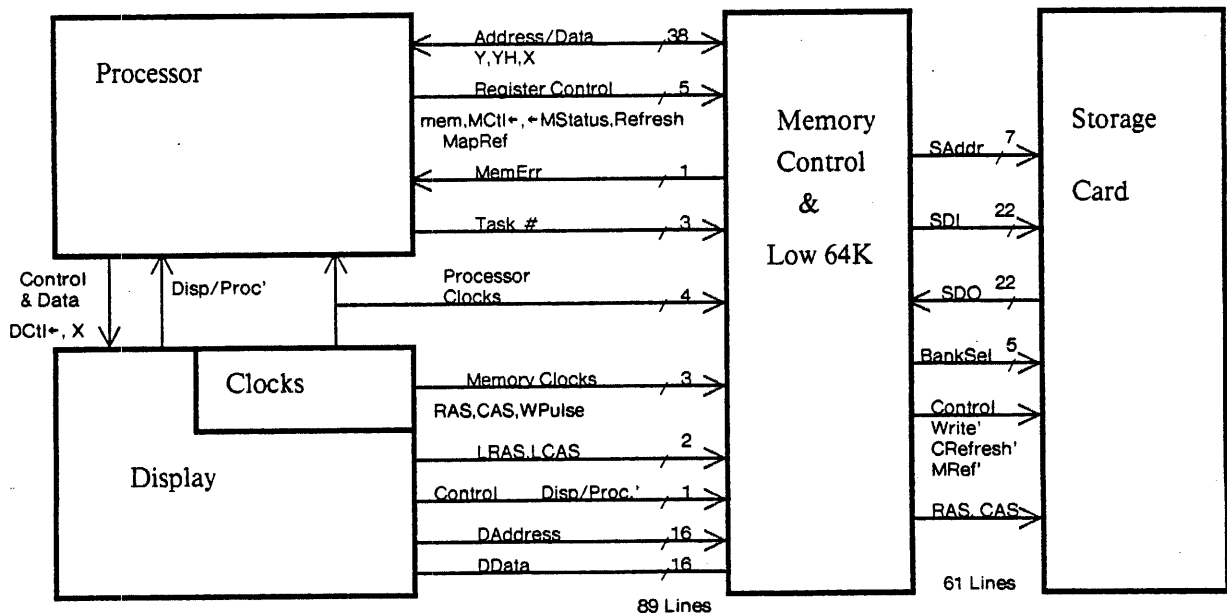 Processor
Address/Data 38
Y,YH,X
Register Control 5
mem,MCtl←,←MStatus,Refresh
MapRef
MemErr 1
Task # 3
Processor
Clocks 4
Control
& Data
DCtl←, X
Disp/Proc'
Clocks
Display
Memory Clocks 3
RAS,CAS,WPulse
LRAS,LCAS 2
Control Disp/Proc.' 1
DAddress 16
DData 16
89 Lines
Memory
Control
&
Low 64K
SAddr 7
SDI 22
SDO 22
BankSel 5
Control
Write'
CRefresh'
MRef'
RAS, CAS
61 Lines
Storage
Card